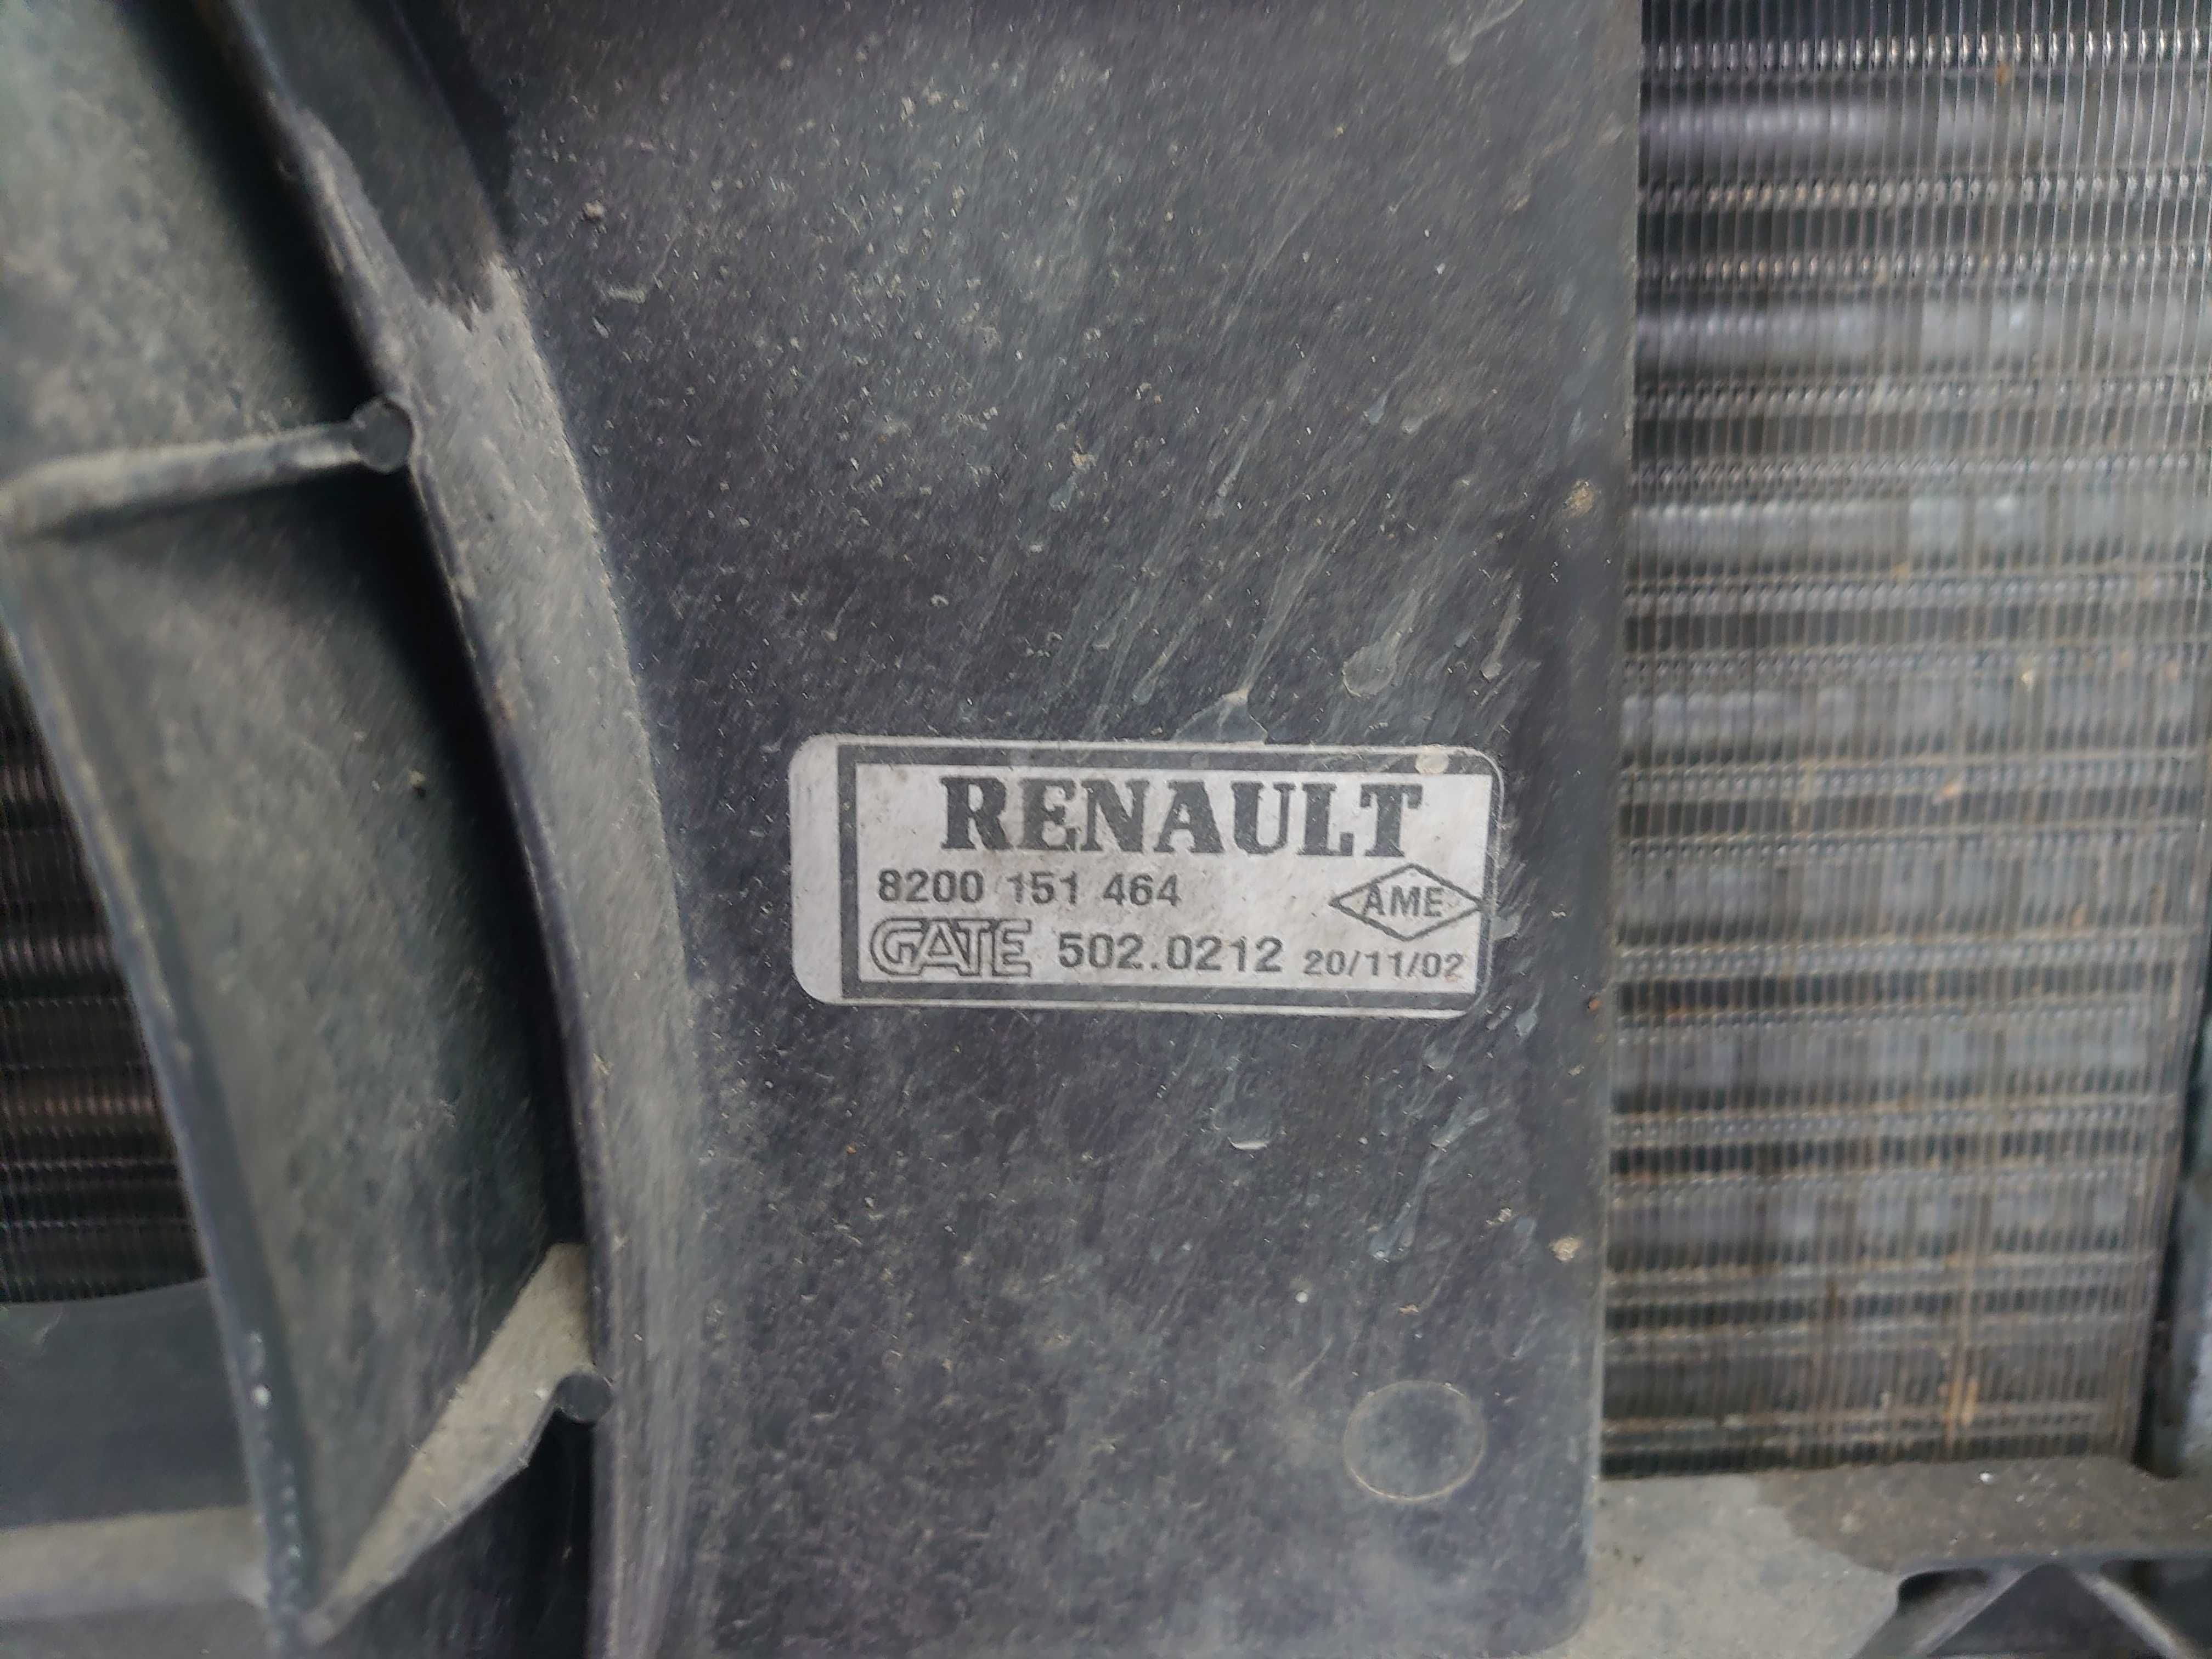 RENAULT
8200 151 464
AME
GATE 502.0212 20/11/02